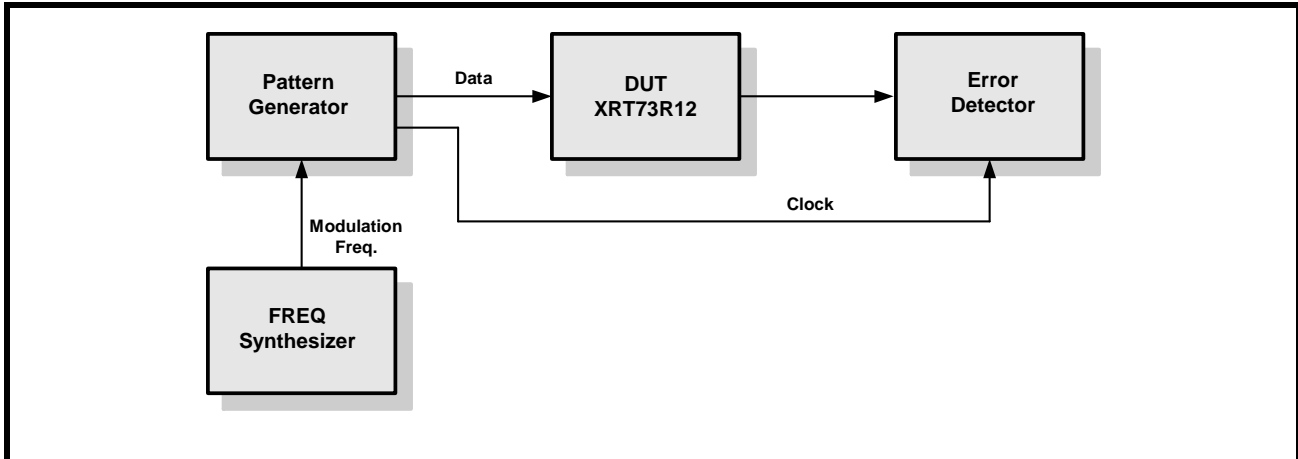 Pattern
Generator
Data
DUT
XRT73R12
Error
Detector
Clock
Modulation
Freq.
FREQ
Synthesizer